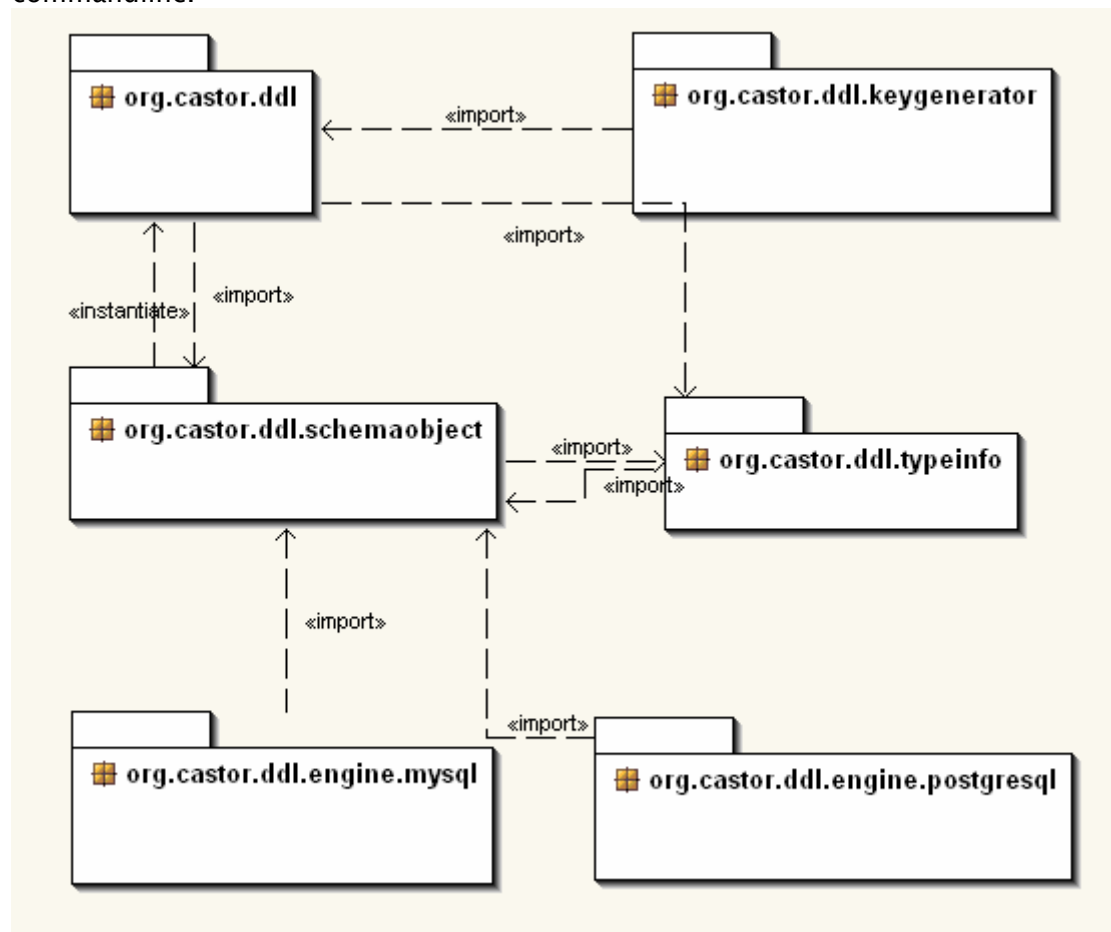 commandline.
org.castor.ddl
org.castor.ddl.keygenerator
«import»
«import»
«instantiate»
«import»
org.castor.ddl.schemaobject
«import»
org.castor.ddl.typeinfo
«import»
«import»
«import»
org.castor.ddl.engine.mysql
org.castor.ddl.engine.postgresql